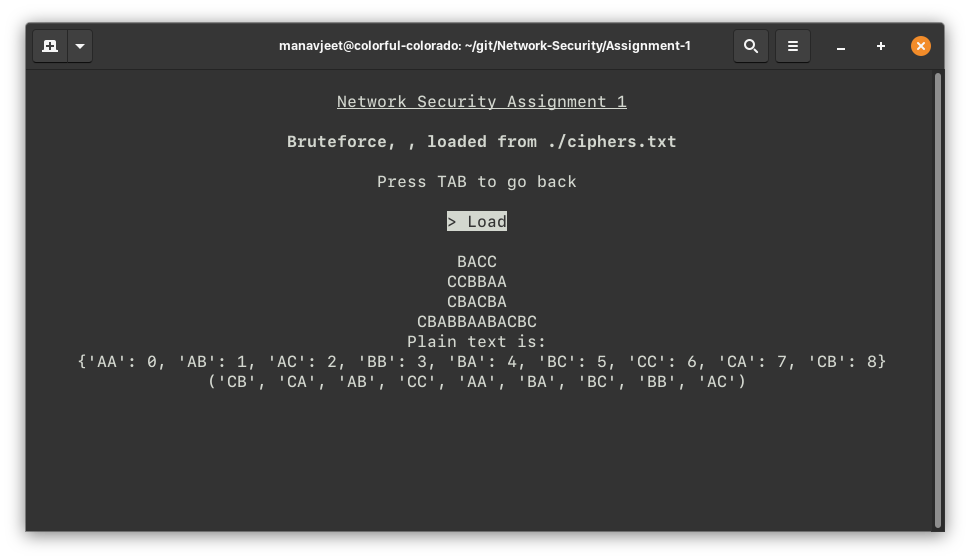 manavjeet@colorful-colorado: ~/git/Network-Security/Assignment-1
Network Security Assignment 1
Bruteforce, , loaded from ./ciphers.txt
Press TAB to go back
> Load
BACC
CCBBAA
CBACBA
CBABBAABACBC
Plain text is:
{'AA': 0, 'AB': 1, 'AC': 2, 'BB': 3, 'BA': 4, 'BC': 5, 'CC': 6, 'CA': 7, 'CB': 8}
('CB', 'CA', 'AB', 'CC', 'AA', 'BA', 'BC', 'BB', 'AC')